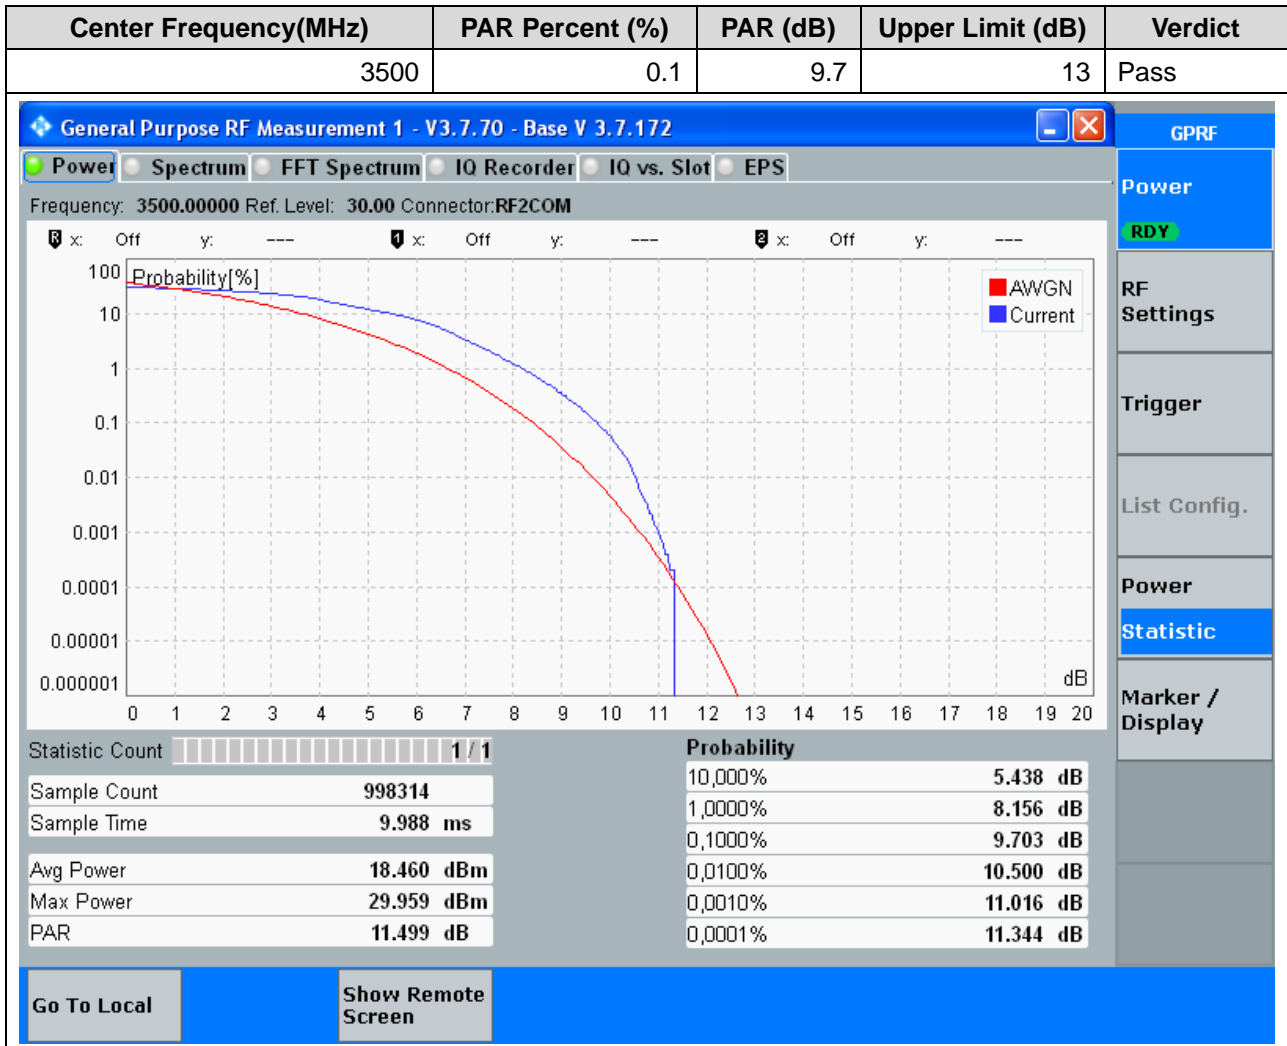 Center Frequency(MHz) PAR Percent (%) PAR (dB) Upper Limit (dB) Verdict
3500 0.1 9.7 13 Pass
General Purpose RF Measurement 1 - V3.7.70 - Base V 3.7.172
GPRF
Power Spectrum FFT Spectrum IQ Recorder IQ vs. Slot EPS
Frequency: 3500.00000 Ref. Level: 30.00 Connector:RF2COM
R x: Off y: --- 1 x: Off y: --- 2 x: Off y: ---
Probability[%]
AWGN
Current
100
10
1
0.1
0.01
0.001
0.0001
0.00001
0.000001
dB
0 1 2 3 4 5 6 7 8 9 10 11 12 13 14 15 16 17 18 19 20
Statistic Count 1 / 1
Sample Count 998314
Sample Time 9.988 ms
Avg Power 18.460 dBm
Max Power 29.959 dBm
PAR 11.499 dB
Probability
10,000% 5.438 dB
1,0000% 8.156 dB
0,1000% 9.703 dB
0,0100% 10.500 dB
0,0010% 11.016 dB
0,0001% 11.344 dB
Power
RDY
RF
Settings
Trigger
List Config.
Power
Statistic
Marker /
Display
Go To Local
Show Remote
Screen